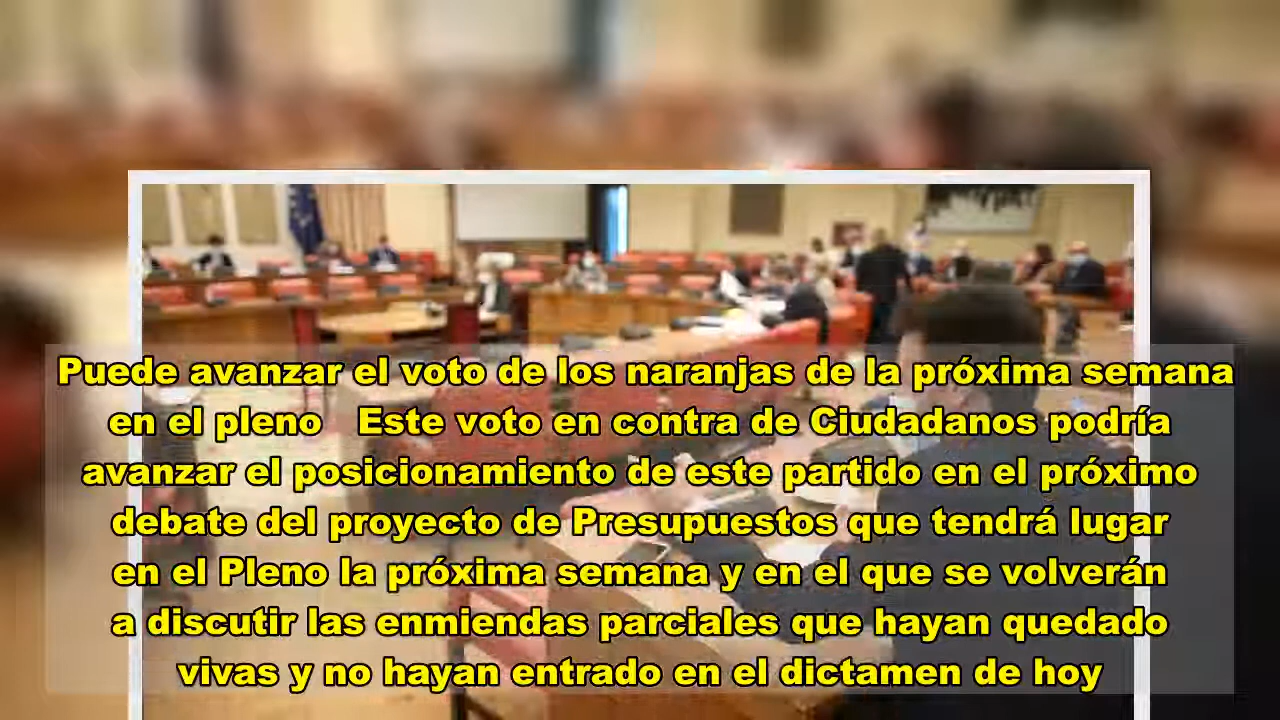 Puede avanzar el voto de los naranjas de la próxima semana
en el pleno   Este voto en contra de Ciudadanos podría
avanzar el posicionamiento de este partido en el próximo
debate del proyecto de Presupuestos que tendrá lugar
en el Pleno la próxima semana y en el que se volverán
a discutir las enmiendas parciales que hayan quedado
vivas y no hayan entrado en el dictamen de hoy